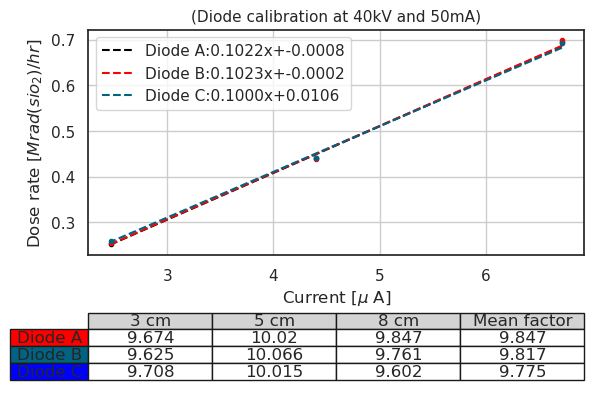 (Diode calibration at 40kV and 50mA)
Dose rate [Mrad(sio₂)/hr]
0.7
0.6
0.5
0.4
0.3
Diode A:0.1022x+-0.0008
Diode B:0.1023x+-0.0002
Diode C:0.1000x+0.0106
3 4 5 6
Current [μ A]
3 cm 5 cm 8 cm Mean factor
Diode A 9.674 10.02 9.847 9.847
Diode B 9.625 10.066 9.761 9.817
Diode C 9.708 10.015 9.602 9.775